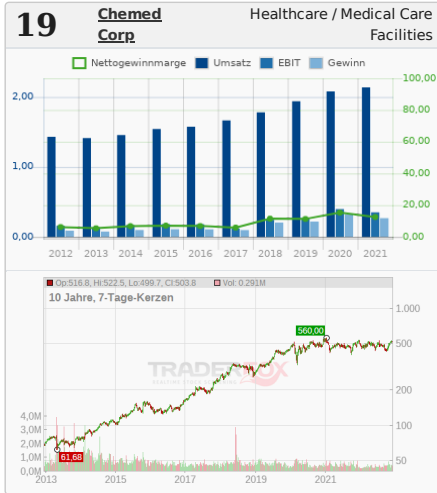 19 Chemed Corp Healthcare / Medical Care Facilities
Nettogewinnmarge Umsatz EBIT Gewinn
100,00
2,00
80,00
60,00
1,00
40,00
20,00
0,00 0,00
2012 2013 2014 2015 2016 2017 2018 2019 2020 2021
Op:516.8, Hi:522.5, Lo:499.7, Cl:503.8 Vol: 0.291M
10 Jahre, 7-Tage-Kerzen
1.000
560,00
500
TRADERFOX
200
4,0M
3,0M 100
2,0M
61,68
1,0M 50
0,0M
2013 2015 2017 2019 2021